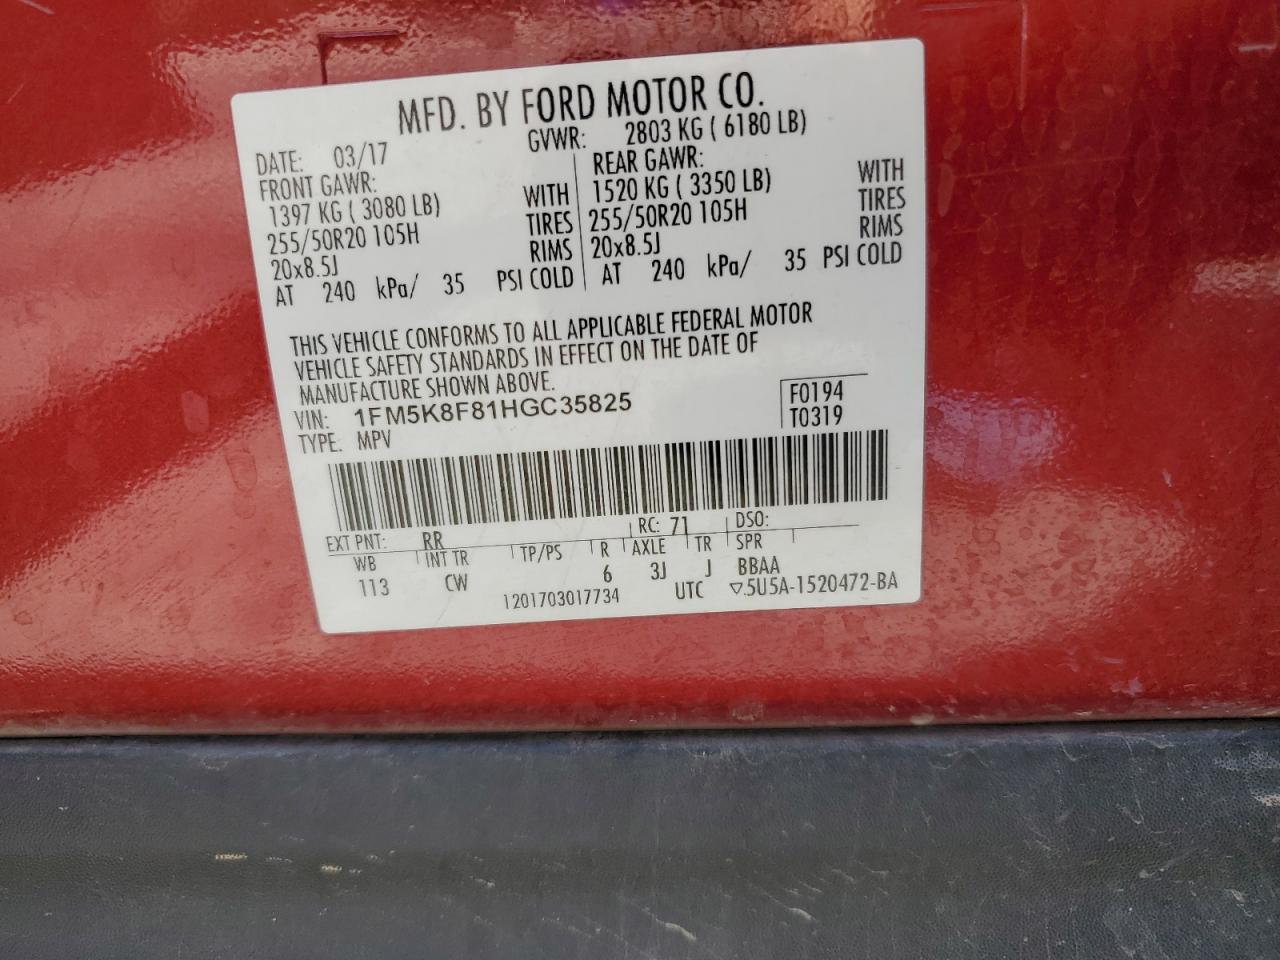 MFD. BY FORD MOTOR CO.
DATE: 03/17 GVWR: 2803 KG ( 6180 LB)
FRONT GAWR: REAR GAWR:
1397 KG ( 3080 LB) WITH 1520 KG ( 3350 LB) WITH
255/50R20 105H TIRES 255/50R20 105H TIRES
20x8.5J RIMS 20x8.5J RIMS
AT 240 kPa/ 35 PSI COLD AT 240 kPa/ 35 PSI COLD
THIS VEHICLE CONFORMS TO ALL APPLICABLE FEDERAL MOTOR
VEHICLE SAFETY STANDARDS IN EFFECT ON THE DATE OF
MANUFACTURE SHOWN ABOVE.
VIN: 1FM5K8F81HGC35825 F0194
TYPE: MPV T0319
EXT PNT: RR RC: 71 DSO:
WB INT TR TP/PS R AXLE TR SPR
113 CW 6 3J J BBAA
1201703017734 UTC ▽.5U5A-1520472-BA